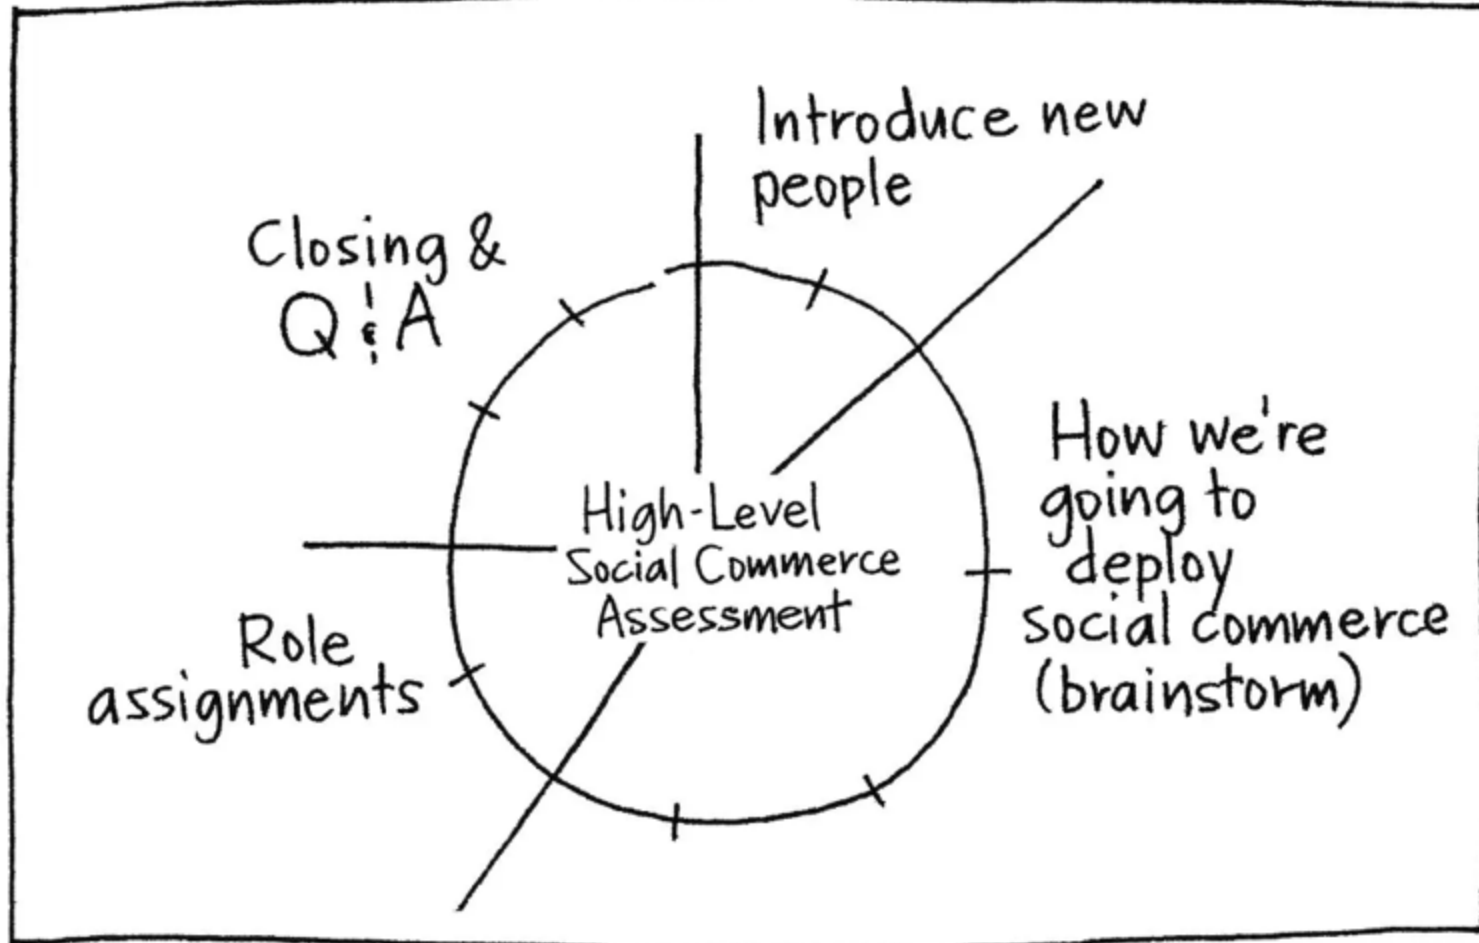 Introduce new
people
Closing &
Q & A
How we're
going to
deploy
social commerce
(brainstorm)
High-Level
Social Commerce
Assessment
Role
assignments